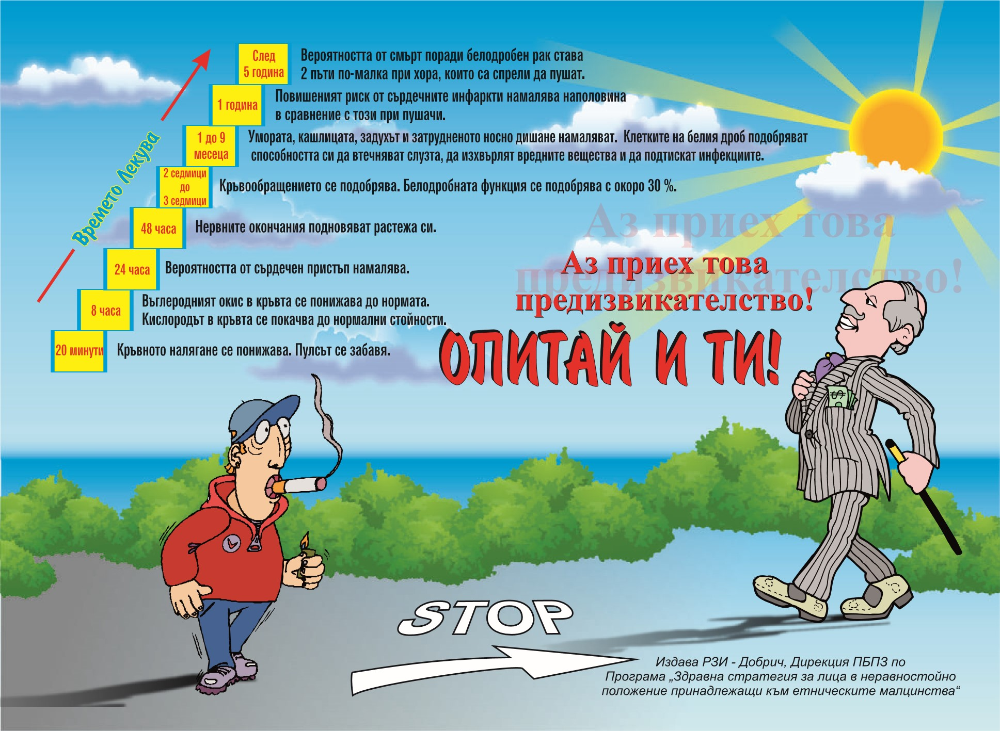 След
5 година
Вероятността от смърт поради белодробен рак става
2 пъти по-малка при хора, които са спрели да пушат.
1 година
Повишеният риск от сърдечните инфаркти намалява наполовина
в сравнение с този при пушачи.
1 до 9
месеца
Умората, кашлицата, задухът и затрудненото носно дишане намаляват. Клетките на белия дроб подобряват
способността си да втечняват слузта, да изхвърлят вредните вещества и да подтискат инфекциите.
2 седмици
до
3 седмици
Кръвообращението се подобрява. Белодробната функция се подобрява с окоро 30 %.
48 часа
Нервните окончания подновяват растежа си.
24 часа
Вероятността от сърдечен пристъп намалява.
8 часа
Въглеродният окис в кръвта се понижава до нормата.
Кислородът в кръвта се покачва до нормални стойности.
20 минути
Кръвното налягане се понижава. Пулсът се забавя.
Времето Лекува
Аз приех това
предизвикателство!
Аз приех това
предизвикателство!
ОПИТАЙ И ТИ!
$
STOP
Издава РЗИ - Добрич, Дирекция ПБПЗ по
Програма „Здравна стратегия за лица в неравностойно
положение принадлежащи към етническите малцинства“